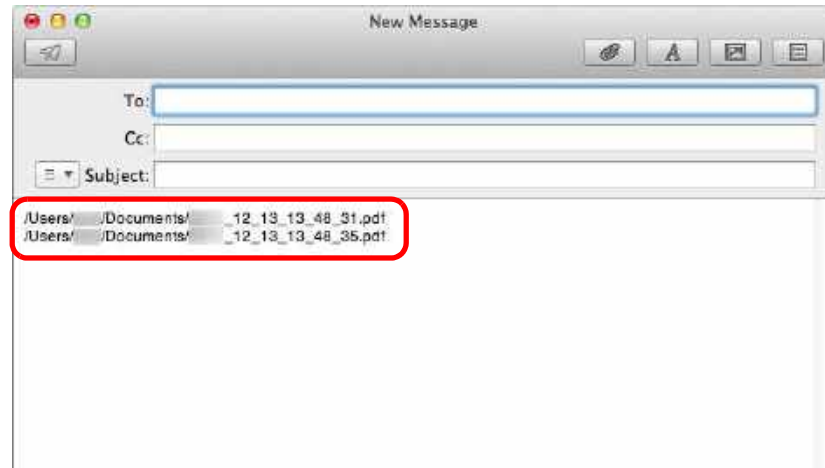 New Message
To:
Cc:
Subject:
/Users/ /Documents/ _12_13_13_48_31.pdf
/Users/ /Documents/ _12_13_13_48_35.pdf